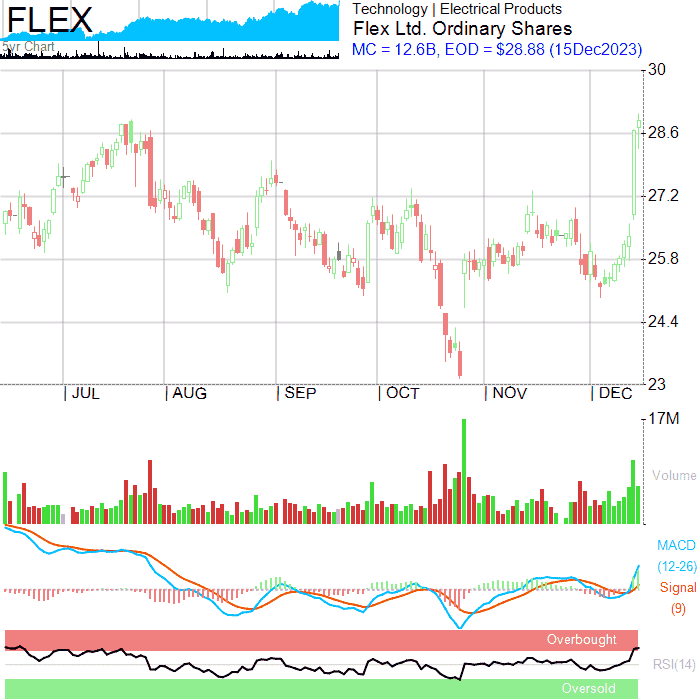 FLEX
5yr Chart
Technology | Electrical Products
Flex Ltd. Ordinary Shares
MC = 12.6B, EOD = $28.88 (15Dec2023)
30
28.6
27.2
25.8
24.4
23
| JUL | AUG | SEP | OCT | NOV | DEC
17M
Volume
MACD
(12-26)
Signal
(9)
Overbought
RSI(14)
Oversold